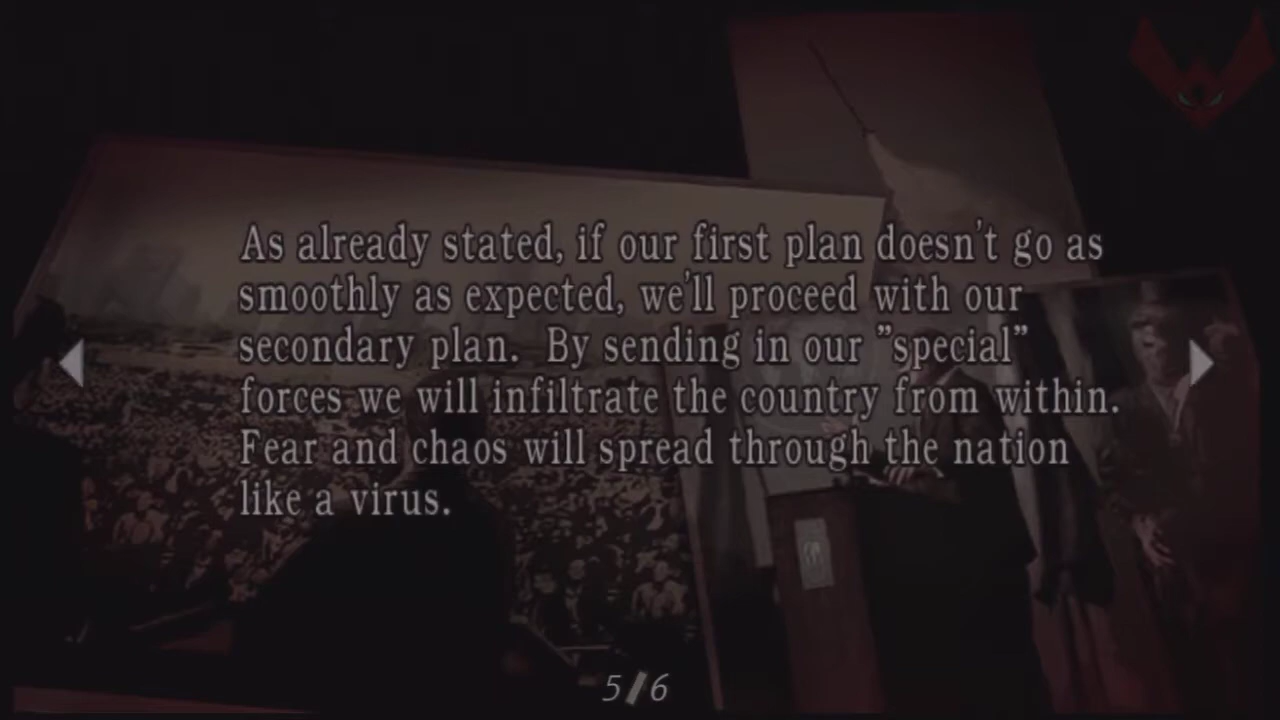 As already stated, if our first plan doesn't go as
smoothly as expected, we'll proceed with our
secondary plan.  By sending in our ”special”
forces we will infiltrate the country from within.
Fear and chaos will spread through the nation
like a virus.
5/6